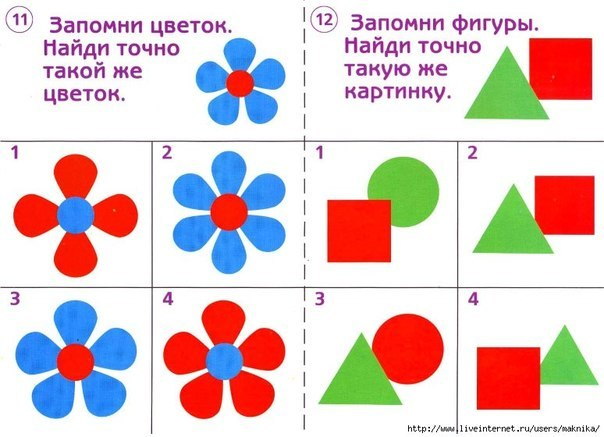 11
Запомни цветок.
Найди точно
такой же
цветок.
1
2
3
4
12
Запомни фигуры.
Найди точно
такую же
картинку.
1
2
3
4
http://www.liveinternet.ru/users/maknika/